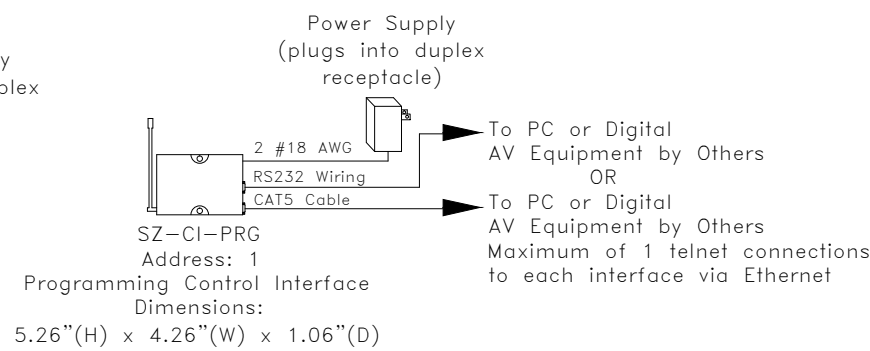 Power Supply
(plugs into duplex
receptacle)
2 #18 AWG
RS232 Wiring
CAT5 Cable
To PC or Digital
AV Equipment by Others
OR
To PC or Digital
AV Equipment by Others
Maximum of 1 telnet connections
to each interface via Ethernet
SZ-CI-PRG
Address: 1
Programming Control Interface
Dimensions:
5.26"(H) x 4.26"(W) x 1.06"(D)